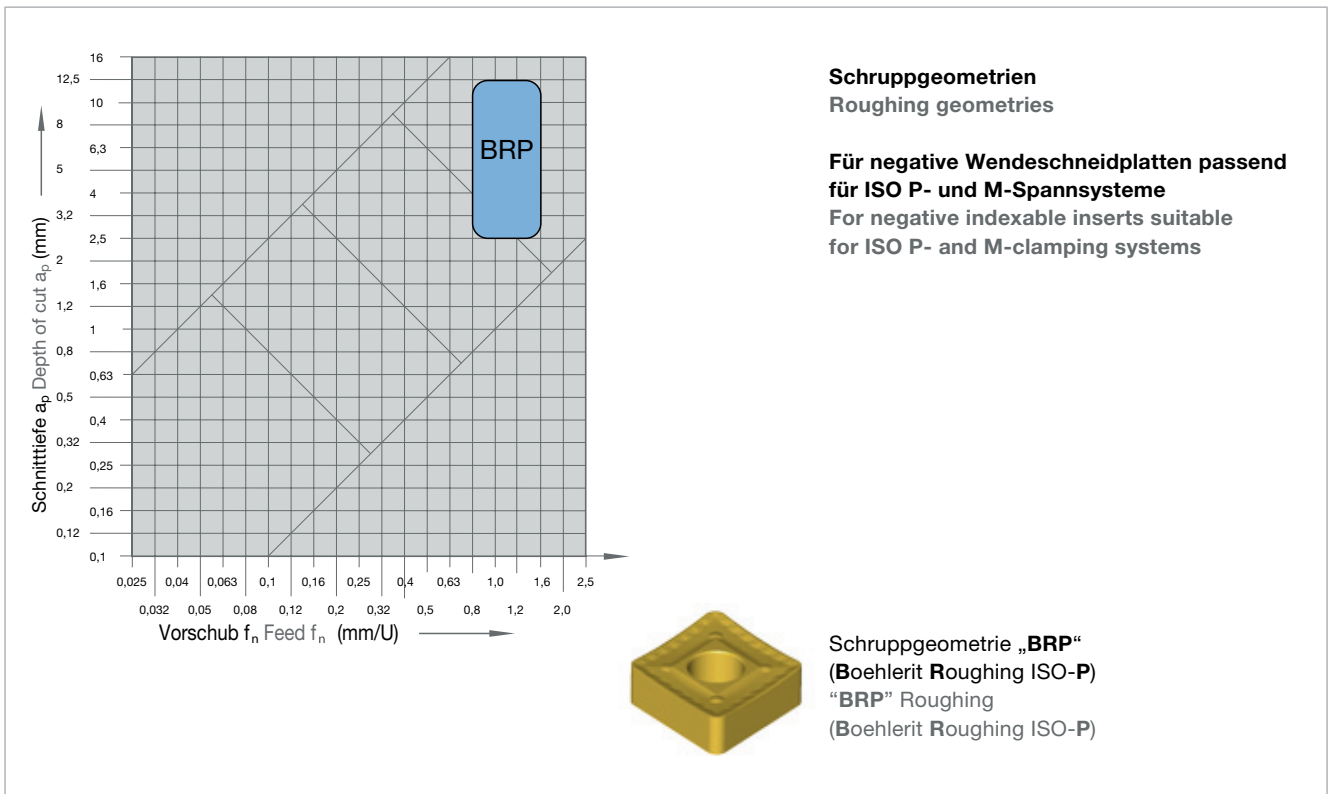 16
12,5
10
8
6,3
5
4
3,2
2,5
2
1,6
1,2
1
0,8
0,63
0,5
0,4
0,32
0,25
0,2
0,16
0,12
0,1
Schnitttiefe ap Depth of cut ap (mm)
BRP
0,025 0,04 0,063 0,1 0,16 0,25 0,4 0,63 1,0 1,6 2,5
0,032 0,05 0,08 0,12 0,2 0,32 0,5 0,8 1,2 2,0
Vorschub fn Feed fn (mm/U)
Schruppgeometrien
Roughing geometries
Für negative Wendeschneidplatten passend
für ISO P- und M-Spannsysteme
For negative indexable inserts suitable
for ISO P- and M-clamping systems
Schruppgeometrie „BRP“
(Boehlerit Roughing ISO-P)
“BRP” Roughing
(Boehlerit Roughing ISO-P)